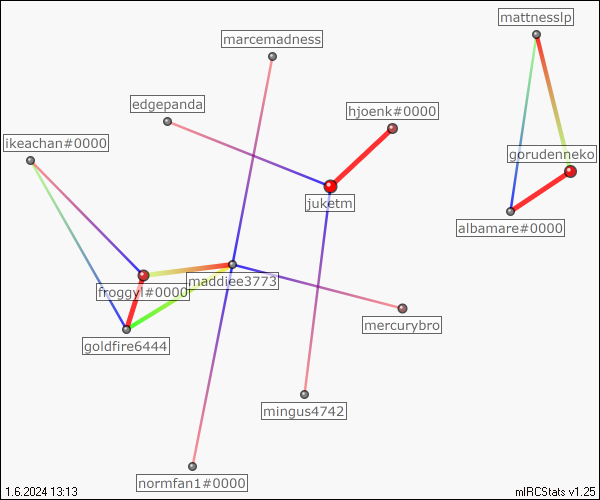 mattnesslp
marcemadness
edgepanda
hjoenk#0000
ikeachan#0000
gorudenneko
juketm
albamare#0000
maddiee3773
froggyl#0000
mercurybro
goldfire6444
mingus4742
normfan1#0000
1.6.2024 13:13
mIRCStats v1.25